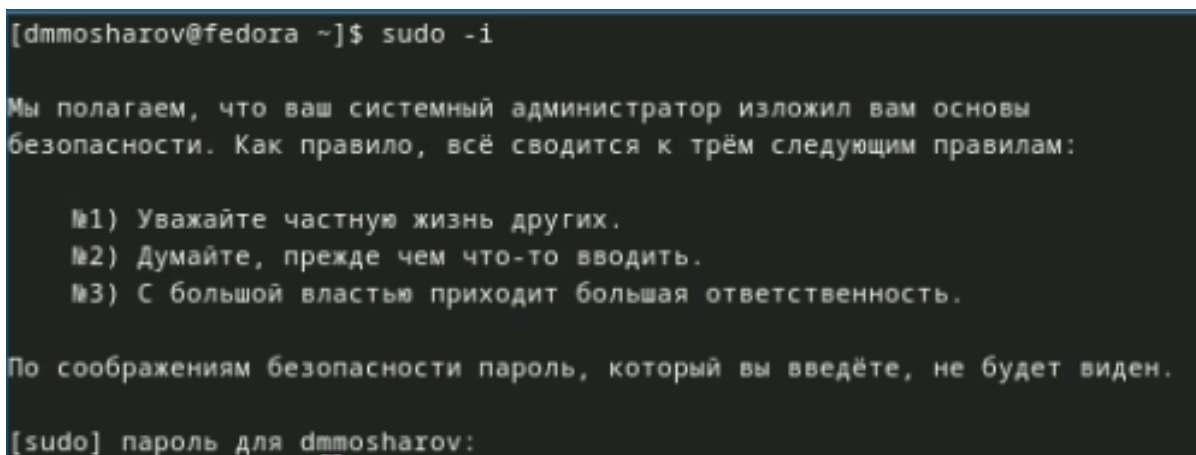 [dmmosharov@fedora ~]$ sudo -i
Мы полагаем, что ваш системный администратор изложил вам основы
безопасности. Как правило, всё сводится к трём следующим правилам:
№1) Уважайте частную жизнь других.
№2) Думайте, прежде чем что-то вводить.
№3) С большой властью приходит большая ответственность.
По соображениям безопасности пароль, который вы введёте, не будет виден.
[sudo] пароль для dmmosharov: